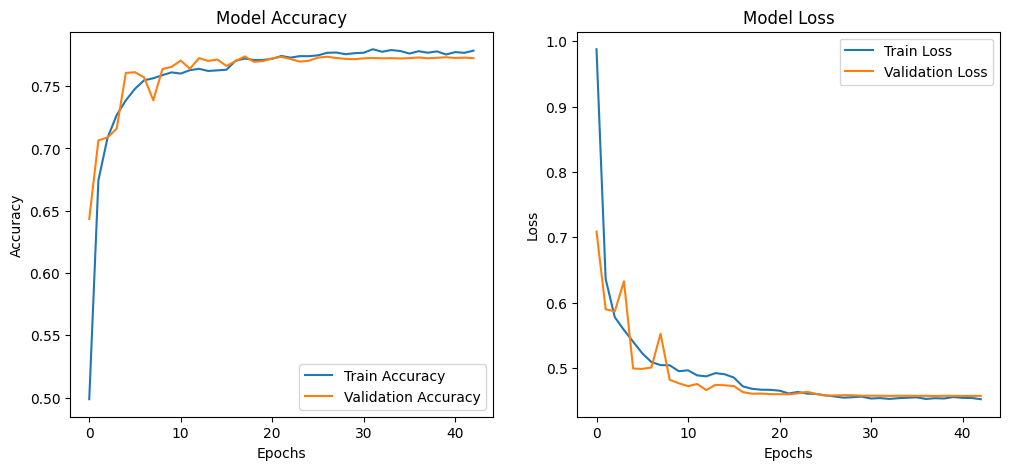 Model Accuracy
Accuracy
0.75
0.70
0.65
0.60
0.55
0.50
Train Accuracy
Validation Accuracy
0 10 20 30 40
Epochs
Model Loss
Loss
1.0
0.9
0.8
0.7
0.6
0.5
Train Loss
Validation Loss
0 10 20 30 40
Epochs